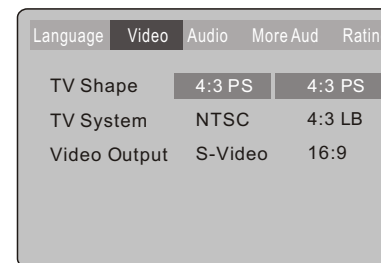 Language Video Audio More Aud Ratin
TV Shape 4:3 PS 4:3 PS
TV System NTSC 4:3 LB
Video Output S-Video 16:9